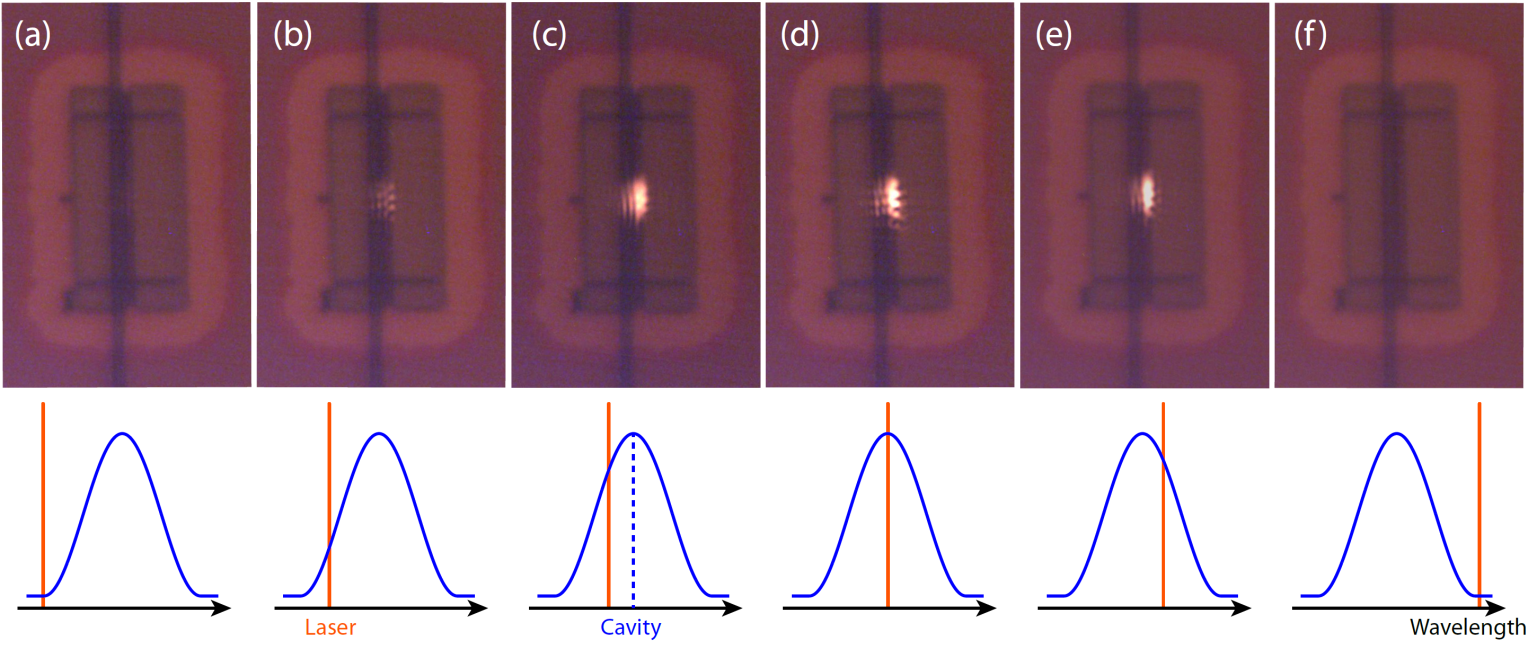 (a) (b) (c) (d) (e) (f)
Laser Cavity Wavelength